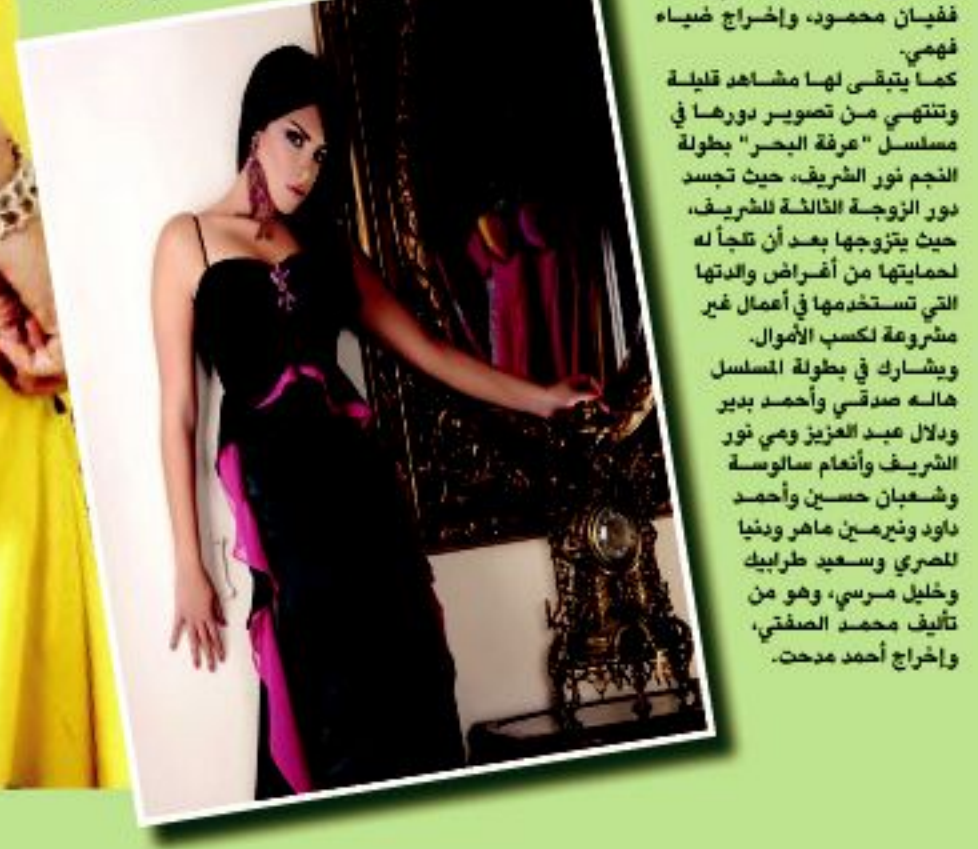 ففيان محمود، وإخراج ضياء
فهمي.
كما يتبقى لها مشاهد قليلة
وتنتهي من تصوير دورها في
مسلسل "عرفة البحر" بطولة
النجم نور الشريف، حيث تجسد
دور الزوجة الثالثة للشريف،
حيث يتزوجها بعد أن تلجأ له
لحمايتها من أغراض والدتها
التي تستخدمها في أعمال غير
مشروعة لكسب الأموال.
ويشارك في بطولة المسلسل
هاله صدقي وأحمد بدير
ودلال عبد العزيز ومي نور
الشريف وأنعام سالوسة
وشعبان حسين وأحمد
داود ونيرمين ماهر ودنيا
المصري وسعيد طرابيك
وخليل مرسي، وهو من
تأليف محمد الصفتي،
وإخراج أحمد مدحت.